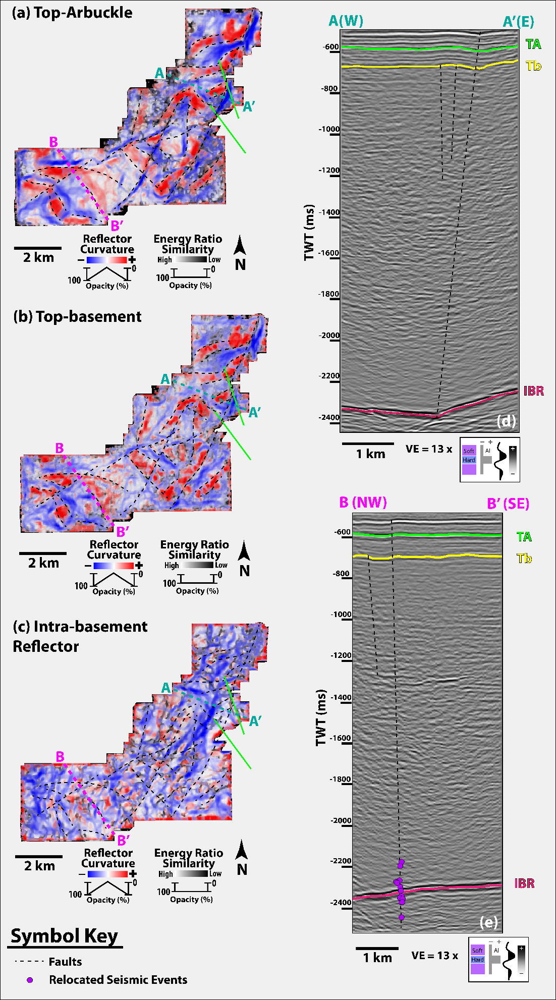 (a) Top-Arbuckle
A
A'
B
B'
2 km
Reflector
Curvature
− +
0
100
Opacity (%)
Energy Ratio
Similarity
High Low
0
100
Opacity (%)
N
(b) Top-basement
A
A'
B
B'
2 km
Reflector
Curvature
− +
0
100
Opacity (%)
Energy Ratio
Similarity
High Low
0
100
Opacity (%)
N
(c) Intra-basement
Reflector
A
A'
B
B'
2 km
Reflector
Curvature
− +
0
100
Opacity (%)
Energy Ratio
Similarity
High Low
0
100
Opacity (%)
N
Symbol Key
Faults
Relocated Seismic Events
A(W) A'(E)
TA
Tb
IBR
TWT (ms)
-600
-800
-1000
-1200
-1400
-1600
-1800
-2000
-2200
-2400
(d)
1 km VE = 13 x
− +
Soft AI +
Hard
−
B (NW) B' (SE)
TA
Tb
IBR
TWT (ms)
-600
-800
-1000
-1200
-1400
-1600
-1800
-2000
-2200
-2400
(e)
1 km VE = 13 x
− +
Soft AI +
Hard
−